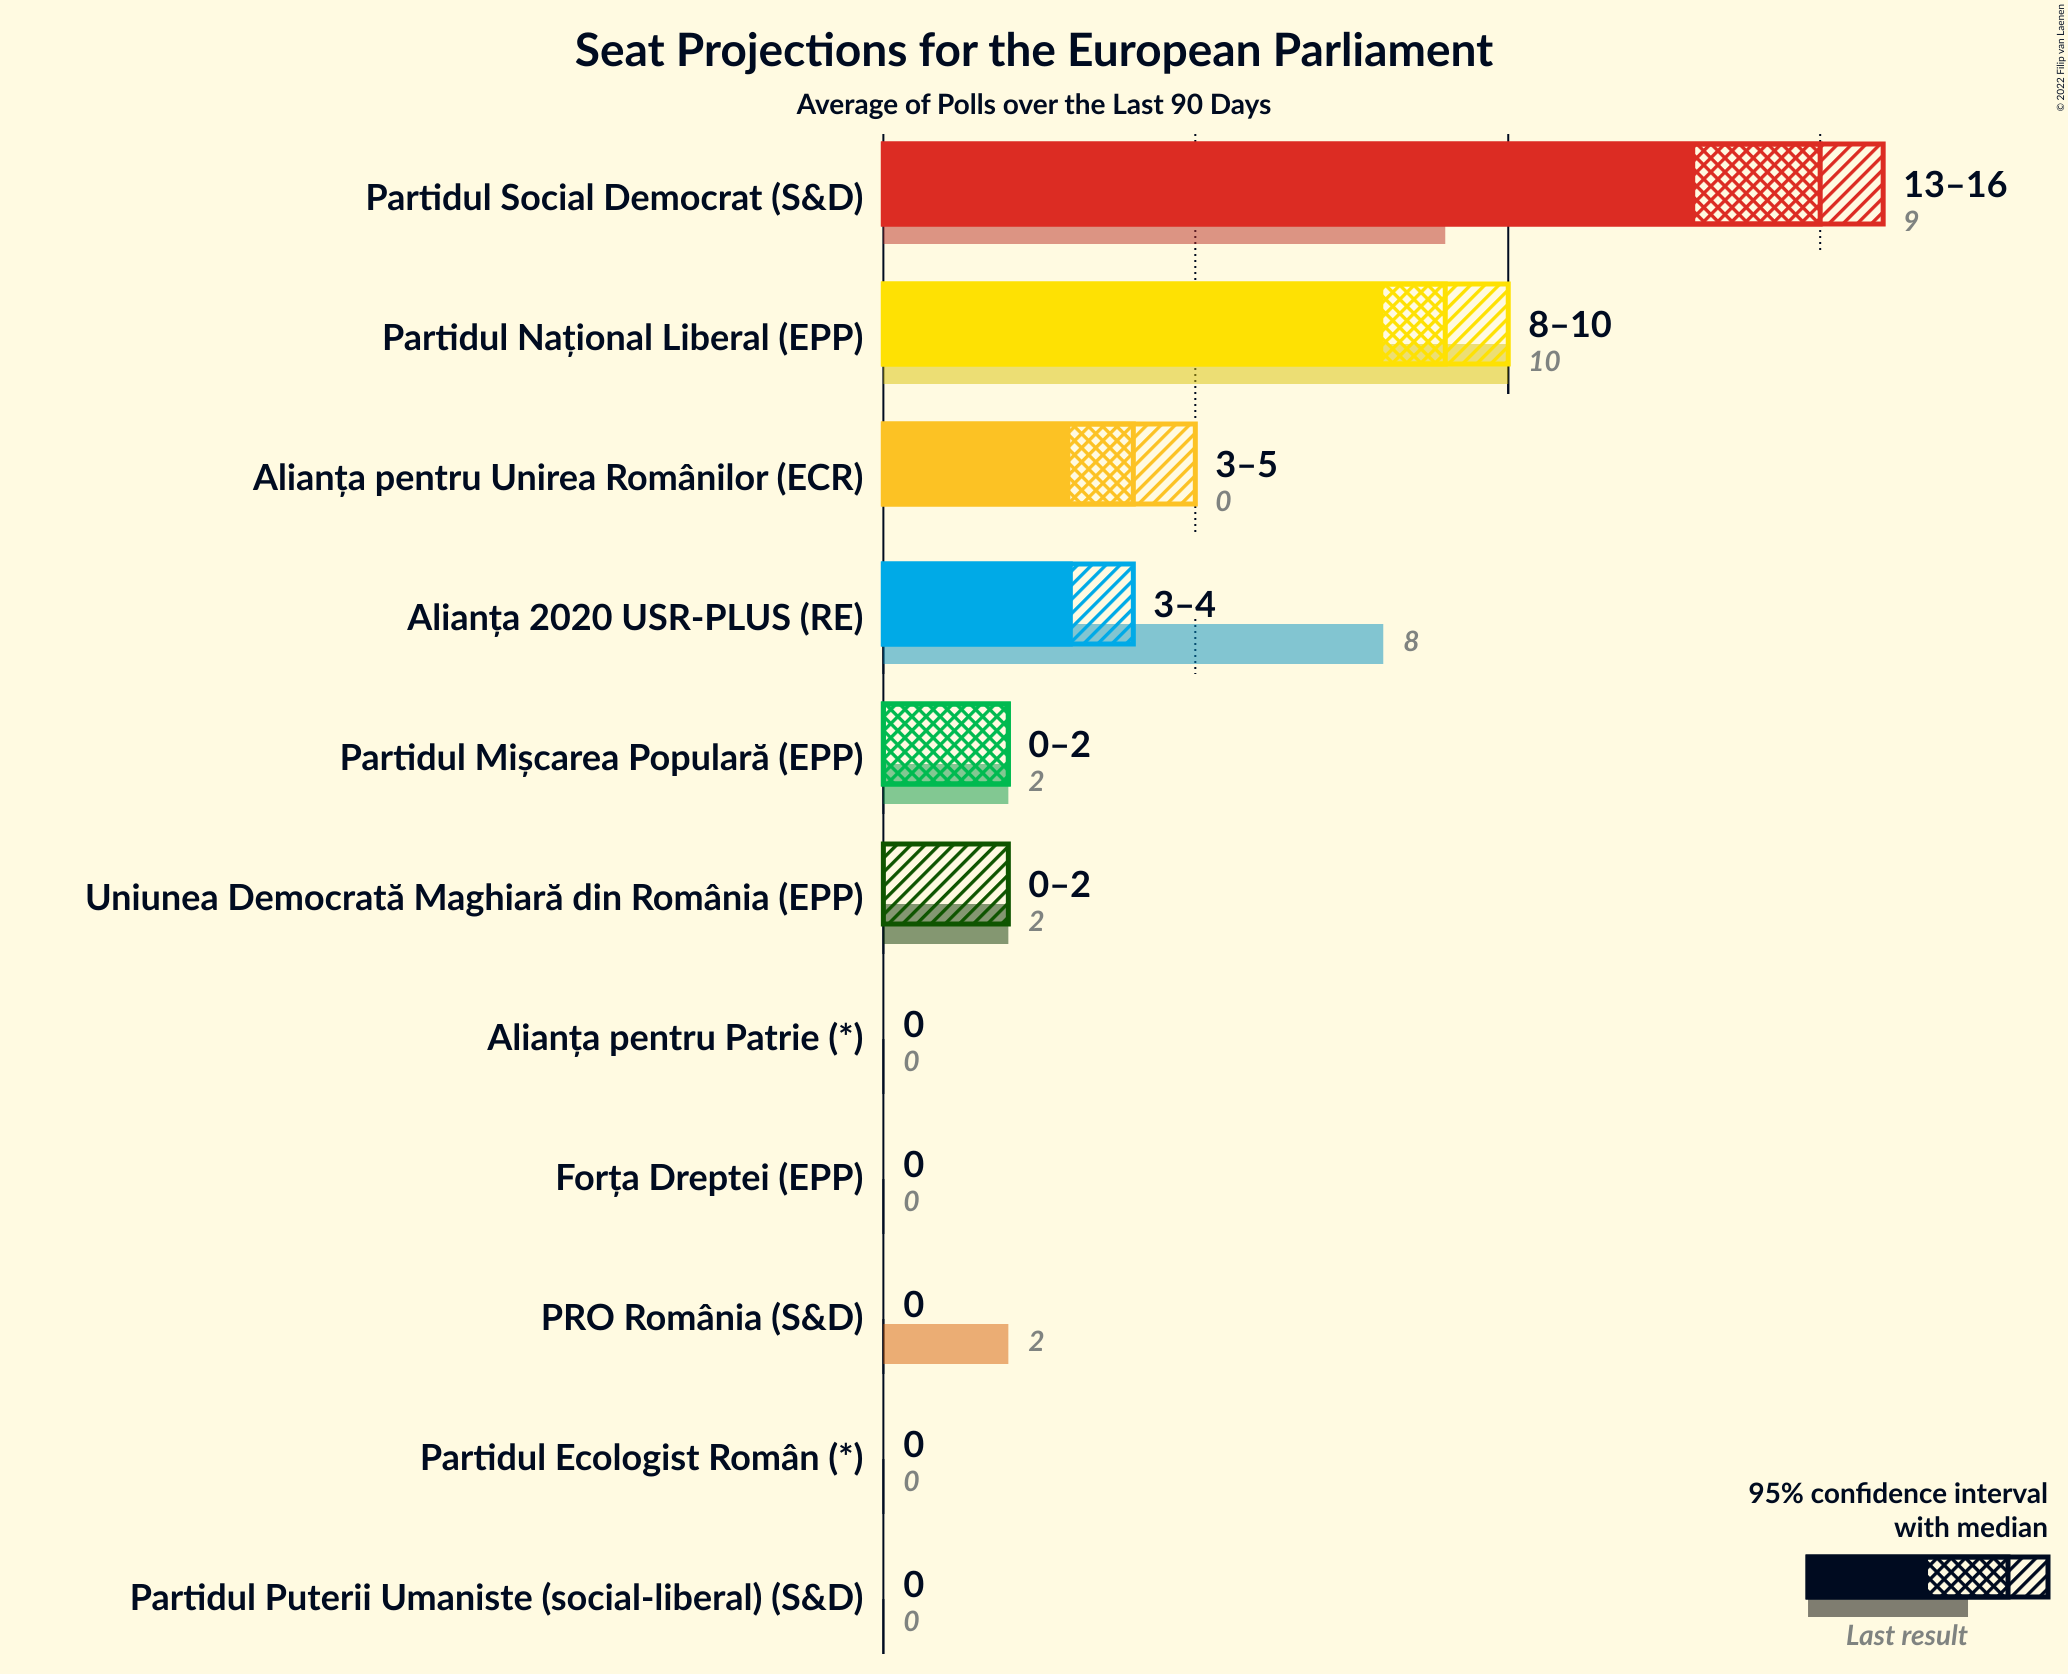 Seat Projections for the European Parliament
Average of Polls over the Last 90 Days
© 2022 Filip van Laenen
Partidul Social Democrat (S&D)
13–16
9
Partidul Național Liberal (EPP)
8–10
10
Alianța pentru Unirea Românilor (ECR)
3–5
0
Alianța 2020 USR-PLUS (RE)
3–4
8
Partidul Mișcarea Populară (EPP)
0–2
2
Uniunea Democrată Maghiară din România (EPP)
0–2
2
Alianța pentru Patrie (*)
0
0
Forța Dreptei (EPP)
0
0
PRO România (S&D)
0
2
Partidul Ecologist Român (*)
0
0
Partidul Puterii Umaniste (social-liberal) (S&D)
0
0
95% confidence interval
with median
Last result